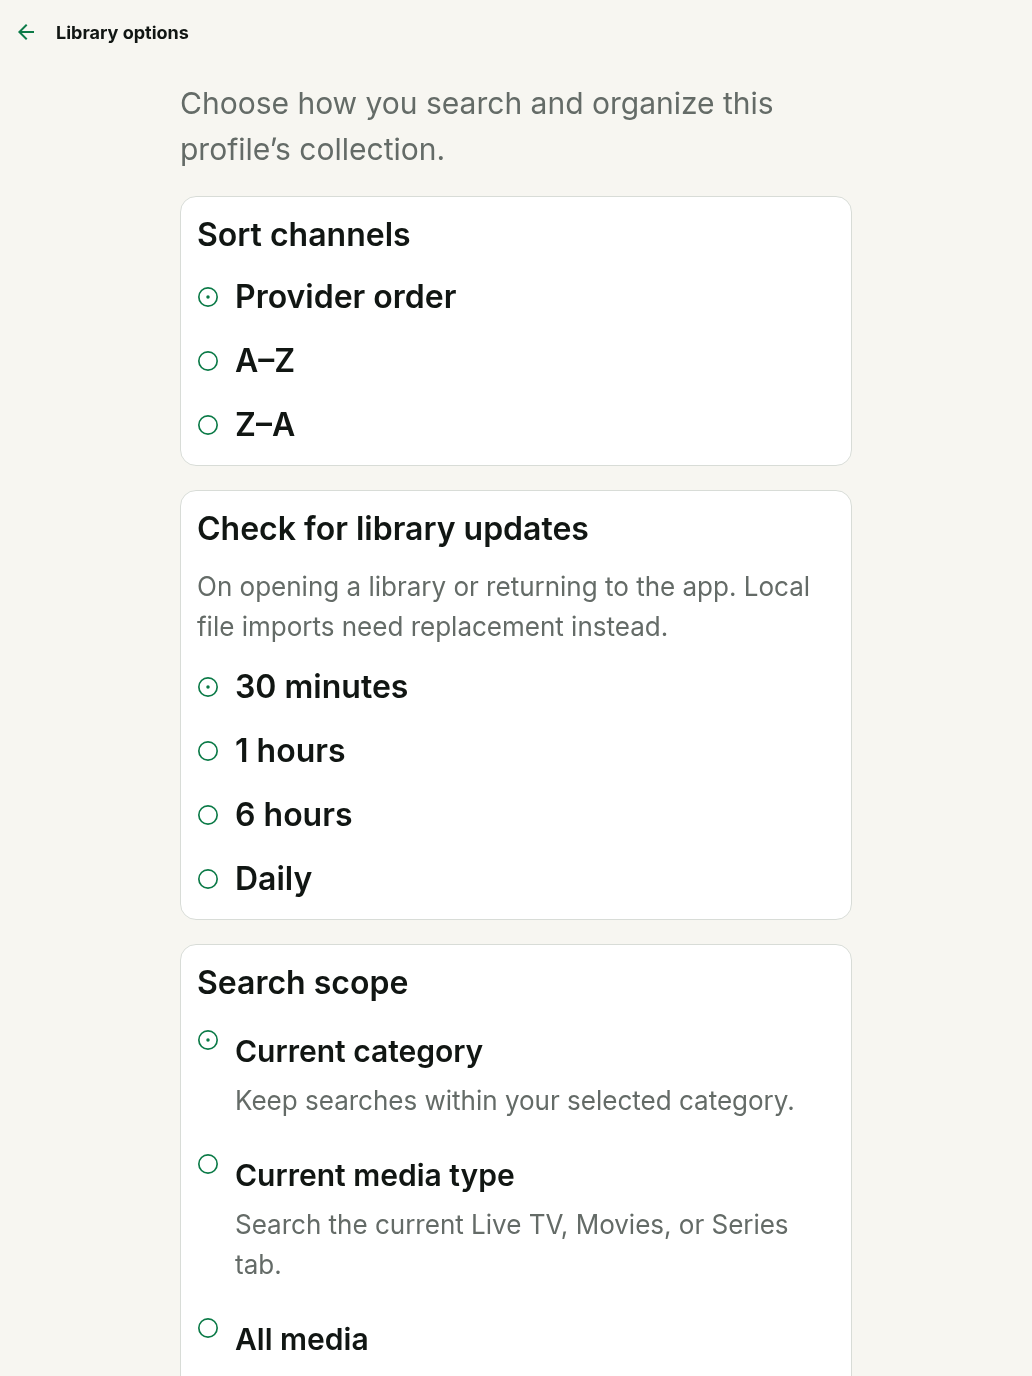 Library options
Choose how you search and organize this
profile’s collection.
Sort channels
Provider order
A–Z
Z–A
Check for library updates
On opening a library or returning to the app. Local
file imports need replacement instead.
30 minutes
1 hours
6 hours
Daily
Search scope
Current category
Keep searches within your selected category.
Current media type
Search the current Live TV, Movies, or Series
tab.
All media